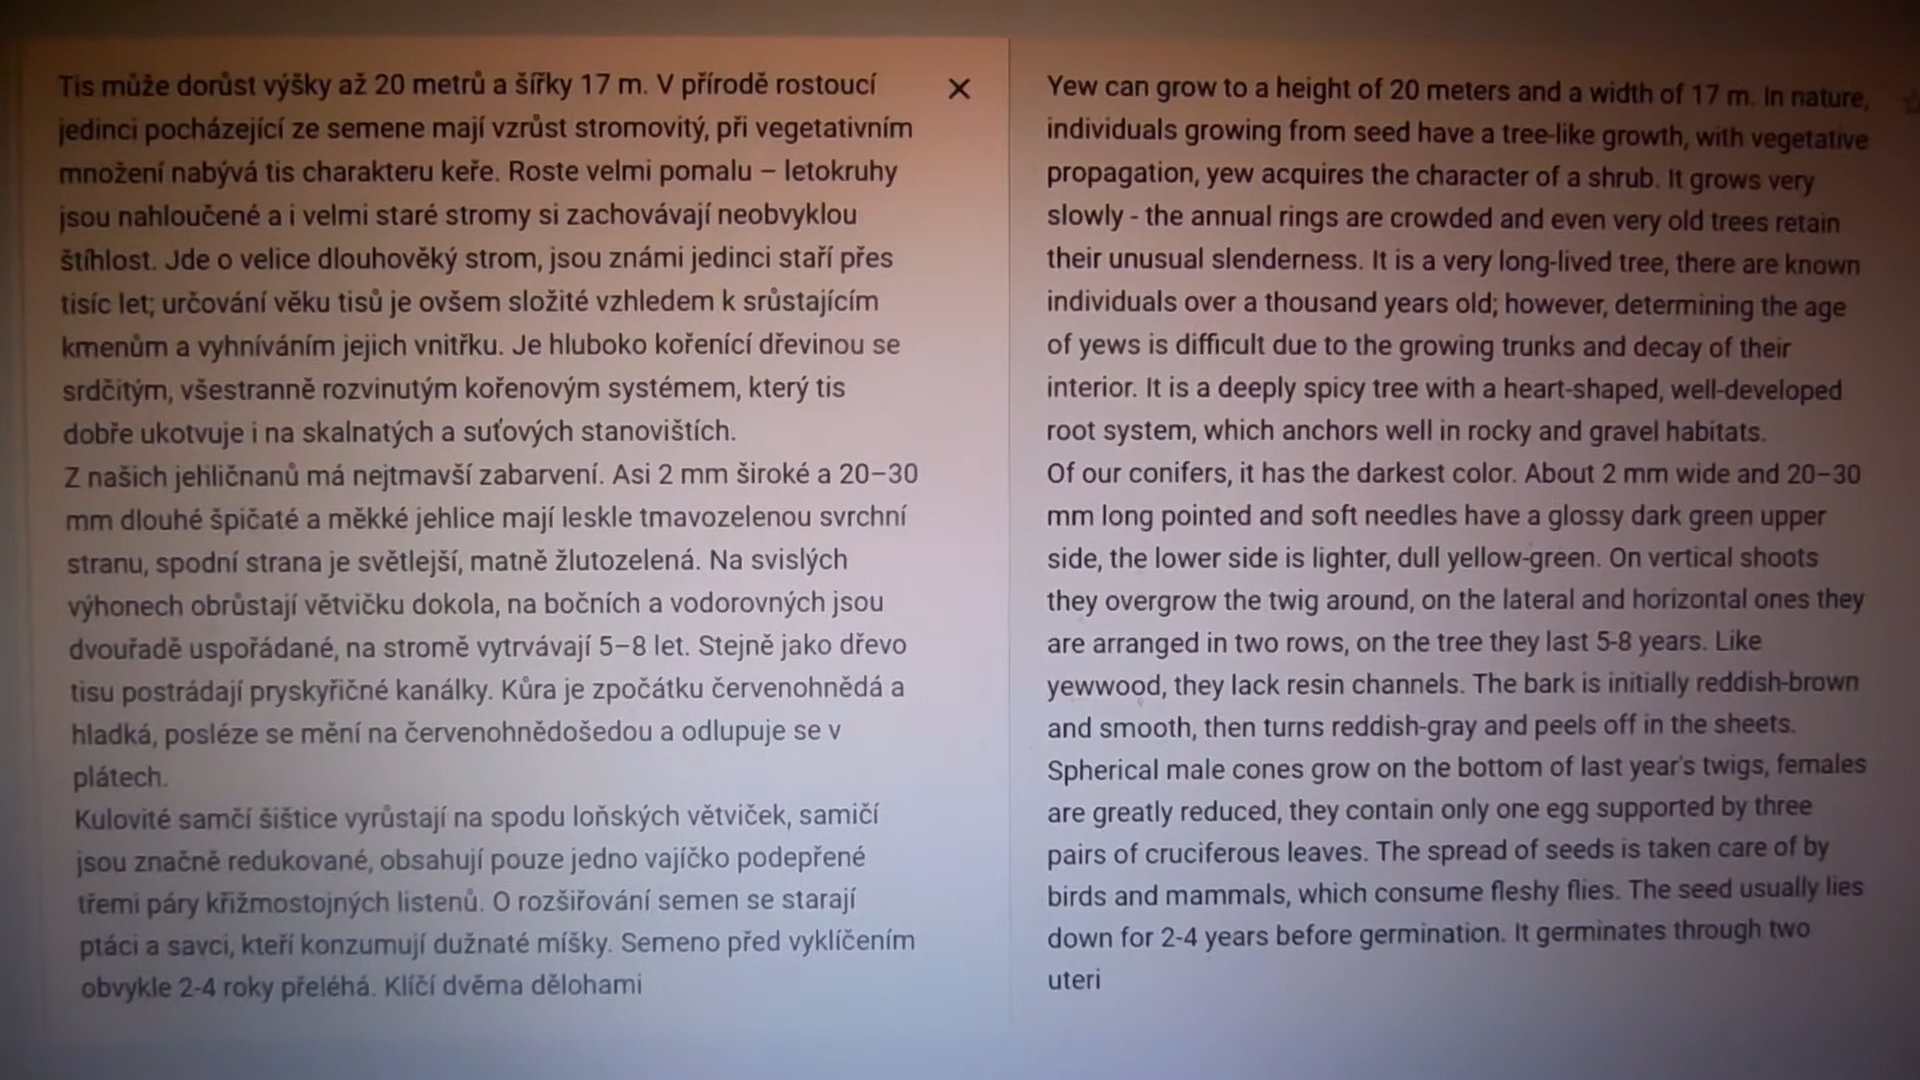 Tis může dorůst výšky až 20 metrů a šířky 17 m. V přírodě rostoucí
jedinci pocházející ze semene mají vzrůst stromovitý, při vegetativním
množení nabývá tis charakteru keře. Roste velmi pomalu – letokruhy
jsou nahloučené a i velmi staré stromy si zachovávají neobvyklou
štíhlost. Jde o velice dlouhověký strom, jsou známi jedinci staří přes
tisíc let; určování věku tisů je ovšem složité vzhledem k srůstajícím
kmenům a vyhníváním jejich vnitřku. Je hluboko kořenící dřevinou se
srdčitým, všestranně rozvinutým kořenovým systémem, který tis
dobře ukotvuje i na skalnatých a suťových stanovištích.
Z našich jehličnanů má nejtmavší zabarvení. Asi 2 mm široké a 20–30
mm dlouhé špičaté a měkké jehlice mají leskle tmavozelenou svrchní
stranu, spodní strana je světlejší, matně žlutozelená. Na svislých
výhonech obrůstají větvičku dokola, na bočních a vodorovných jsou
dvouřadě uspořádané, na stromě vytrvávají 5–8 let. Stejně jako dřevo
tisu postrádají pryskyřičné kanálky. Kůra je zpočátku červenohnědá a
hladká, posléze se mění na červenohnědošedou a odlupuje se v
plátech.
Kulovité samčí šištice vyrůstají na spodu loňských větviček, samičí
jsou značně redukované, obsahují pouze jedno vajíčko podepřené
třemi páry křižmostojných listenů. O rozšiřování semen se starají
ptáci a savci, kteří konzumují dužnaté míšky. Semeno před vyklíčením
obvykle 2-4 roky přeléhá. Klíčí dvěma dělohami
Yew can grow to a height of 20 meters and a width of 17 m. In nature,
individuals growing from seed have a tree-like growth, with vegetative
propagation, yew acquires the character of a shrub. It grows very
slowly - the annual rings are crowded and even very old trees retain
their unusual slenderness. It is a very long-lived tree, there are known
individuals over a thousand years old; however, determining the age
of yews is difficult due to the growing trunks and decay of their
interior. It is a deeply spicy tree with a heart-shaped, well-developed
root system, which anchors well in rocky and gravel habitats.
Of our conifers, it has the darkest color. About 2 mm wide and 20–30
mm long pointed and soft needles have a glossy dark green upper
side, the lower side is lighter, dull yellow-green. On vertical shoots
they overgrow the twig around, on the lateral and horizontal ones they
are arranged in two rows, on the tree they last 5-8 years. Like
yewwood, they lack resin channels. The bark is initially reddish-brown
and smooth, then turns reddish-gray and peels off in the sheets.
Spherical male cones grow on the bottom of last year's twigs, females
are greatly reduced, they contain only one egg supported by three
pairs of cruciferous leaves. The spread of seeds is taken care of by
birds and mammals, which consume fleshy flies. The seed usually lies
down for 2-4 years before germination. It germinates through two
uteri